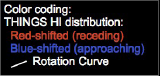 Color coding:
THINGS HI distribution:
Red-shifted (receding)
Blue-shifted (approaching)
Rotation Curve